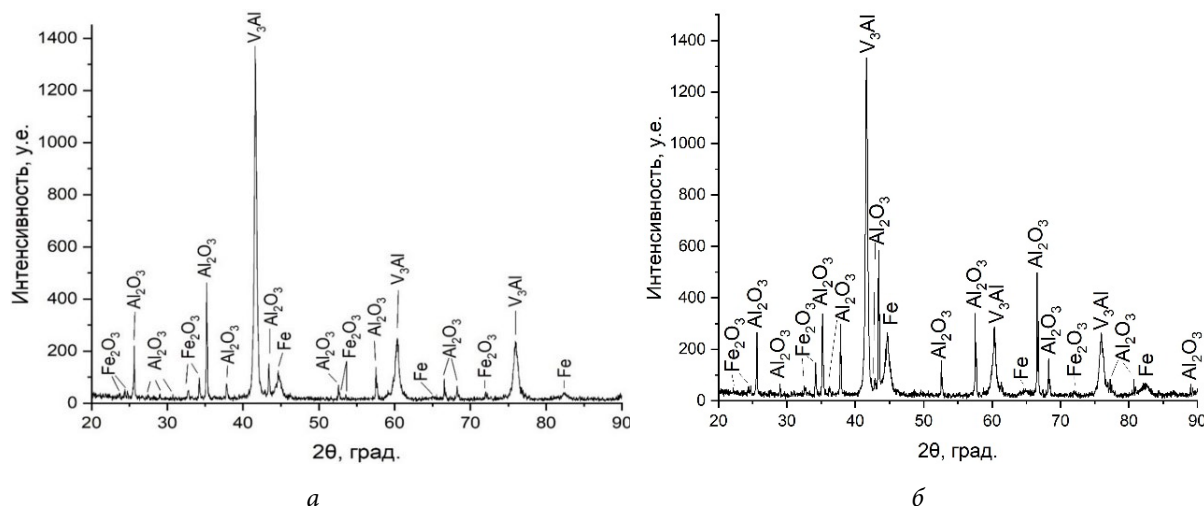 1400
1200
1000
800
600
400
200
0
Интенсивность, у.е.
Fe₂O₃
Al₂O₃
Al₂O₃
Fe₂O₃
Al₂O₃
Al₂O₃
V₃Al
Al₂O₃
Fe
Al₂O₃
Fe₂O₃
Al₂O₃
V₃Al
Fe
Al₂O₃
Fe₂O₃
V₃Al
Fe
20 30 40 50 60 70 80 90
2θ, град.
а
1400
1200
1000
800
600
400
200
0
Интенсивность, у.е.
Fe₂O₃
Al₂O₃
Al₂O₃
Fe₂O₃
Al₂O₃
Al₂O₃
V₃Al
Al₂O₃
Fe
Al₂O₃
Al₂O₃
V₃Al
Fe
Al₂O₃
Al₂O₃
Fe₂O₃
V₃Al
Al₂O₃
Fe
Al₂O₃
20 30 40 50 60 70 80 90
2θ, град.
б